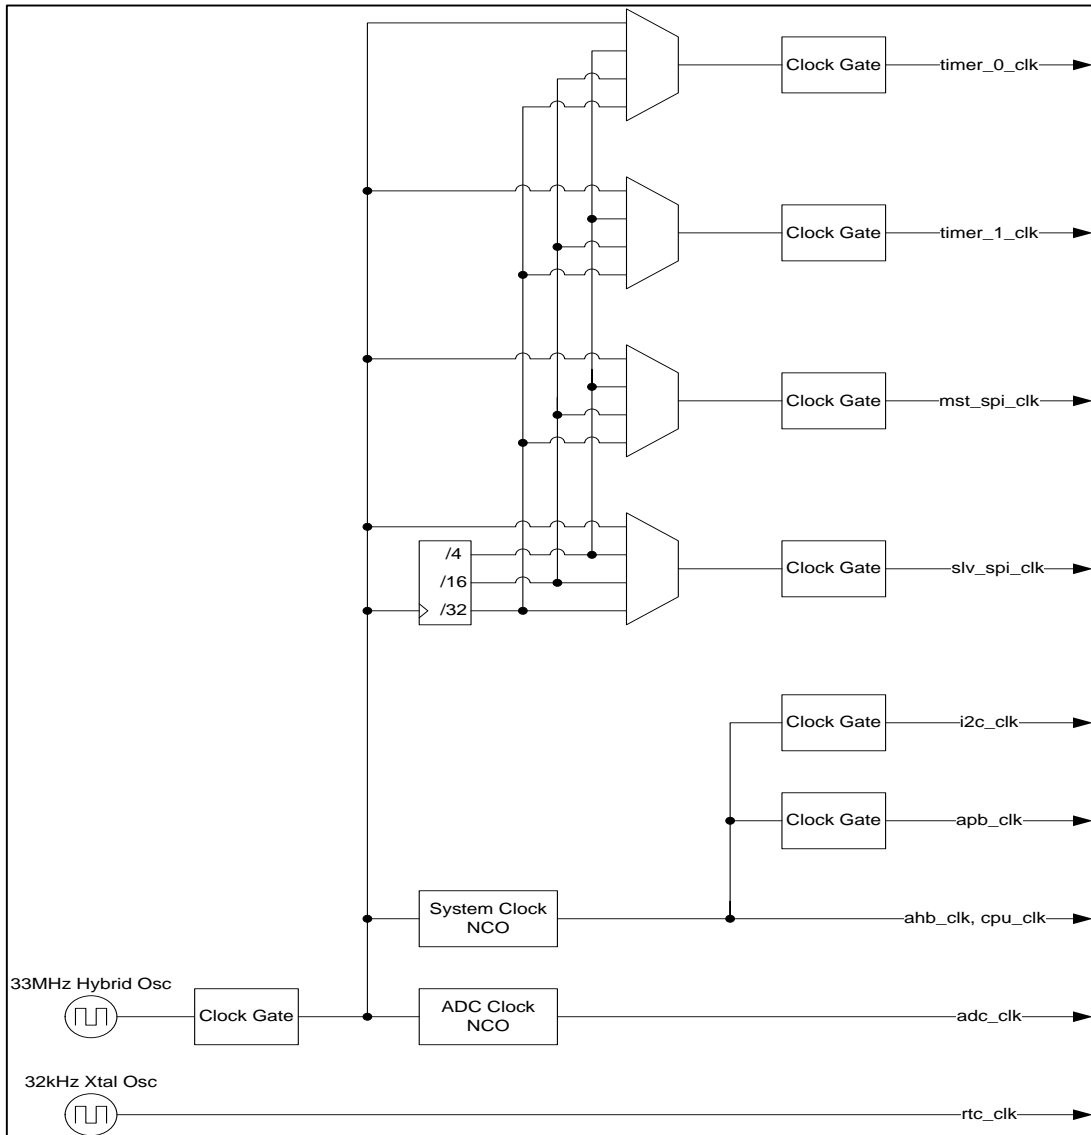 Clock Gate
timer_0_clk
Clock Gate
timer_1_clk
Clock Gate
mst_spi_clk
/4
/16
/32
Clock Gate
slv_spi_clk
Clock Gate
i2c_clk
Clock Gate
apb_clk
System Clock
NCO
ahb_clk, cpu_clk
33MHz Hybrid Osc
Clock Gate
ADC Clock
NCO
adc_clk
32kHz Xtal Osc
rtc_clk